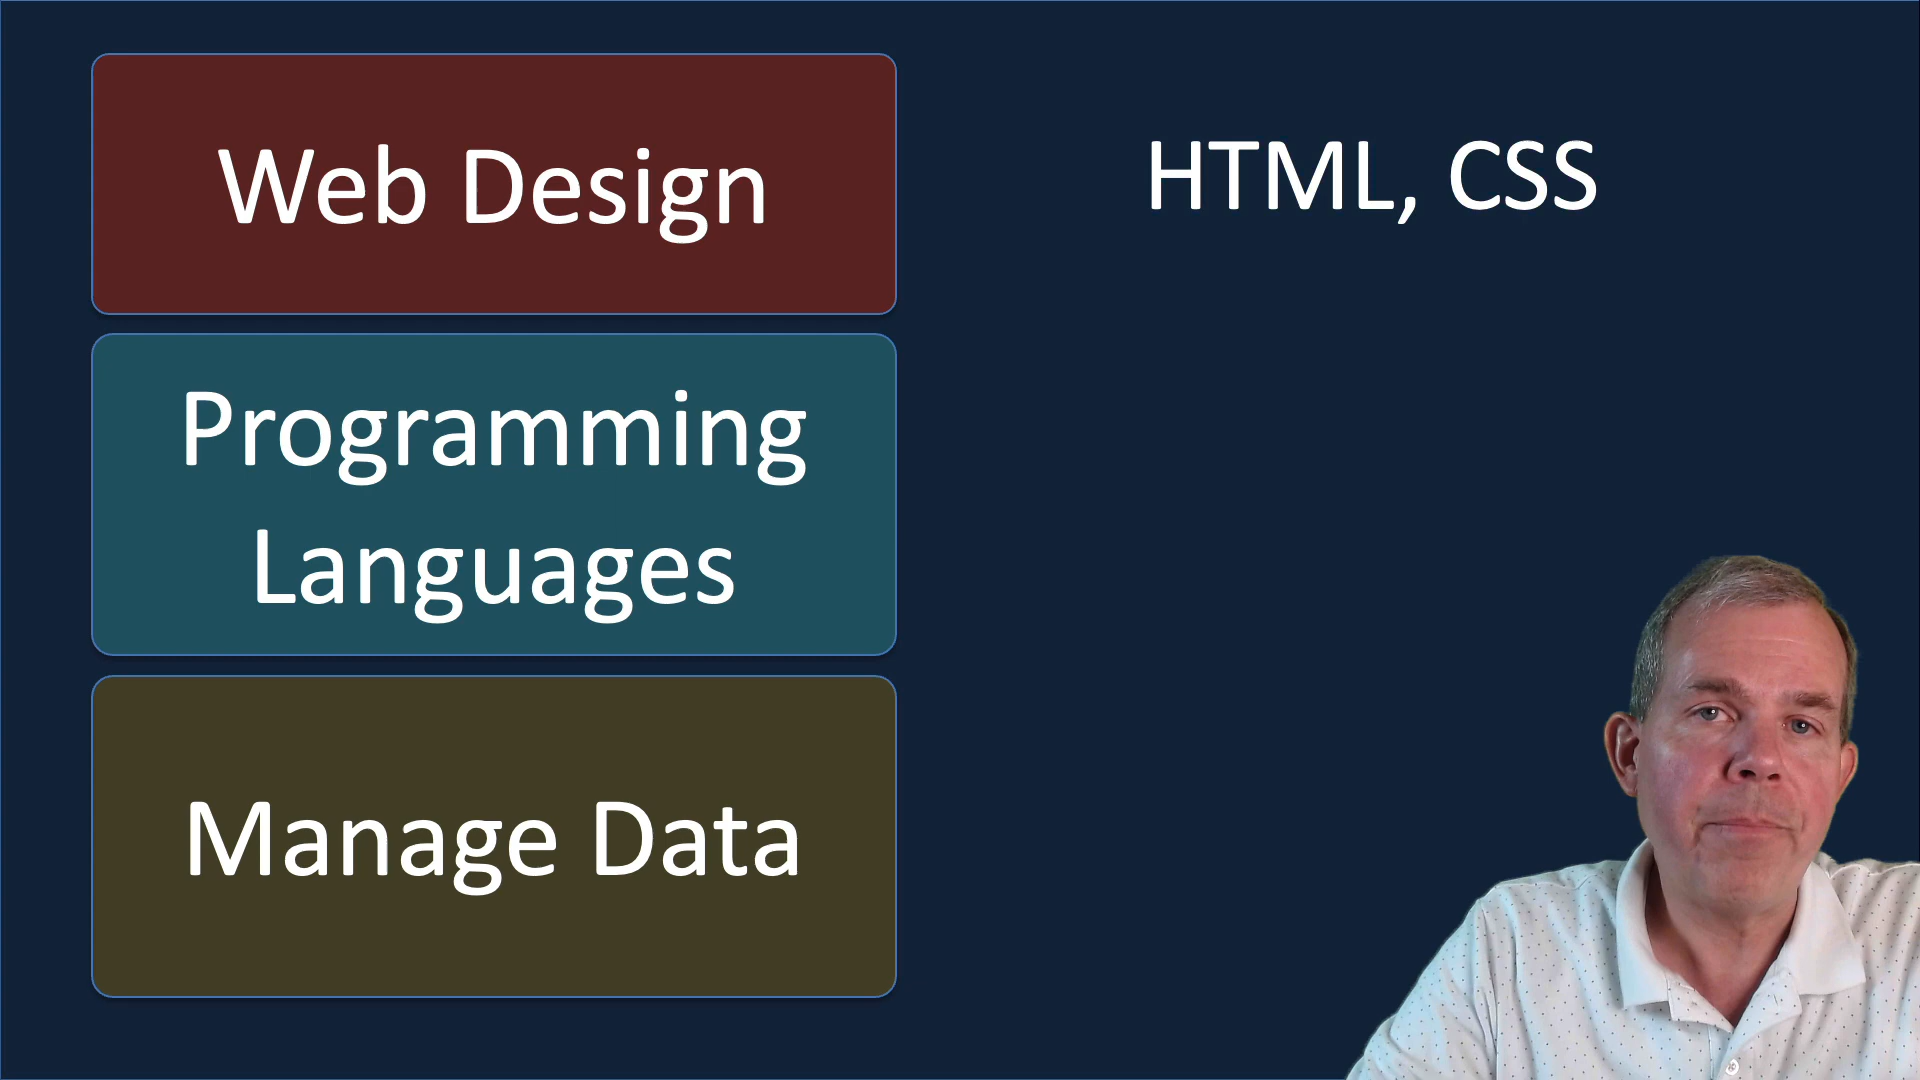 Web Design
HTML, CSS
Programming
Languages
Manage Data